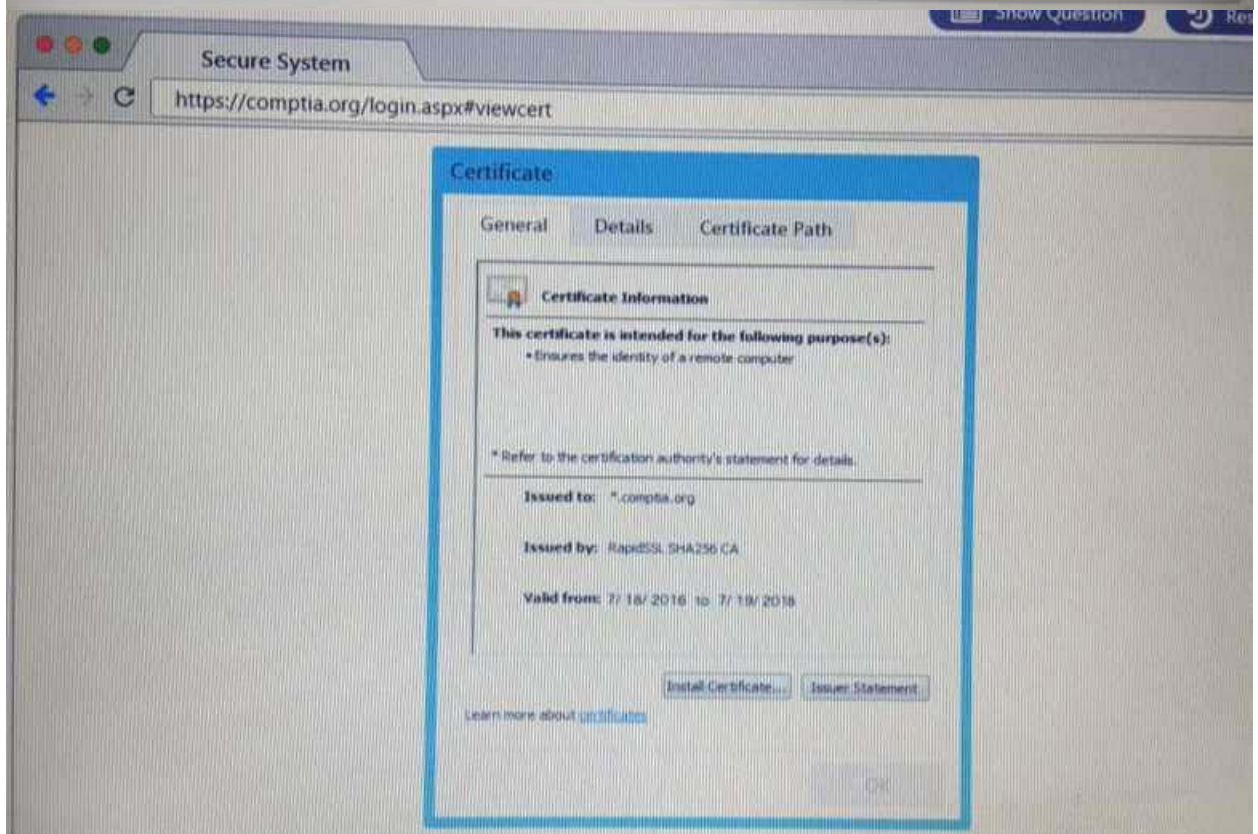 Show Question
Res
Secure System
https://comptia.org/login.aspx#viewcert
Certificate
General Details Certificate Path
Certificate Information
This certificate is intended for the following purpose(s):
• Ensures the identity of a remote computer
* Refer to the certification authority's statement for details.
Issued to: *.comptia.org
Issued by: RapidSSL SHA256 CA
Valid from: 7/ 18/ 2016 to 7/ 19/ 2018
Install Certificate... Issuer Statement
Learn more about certificates
OK